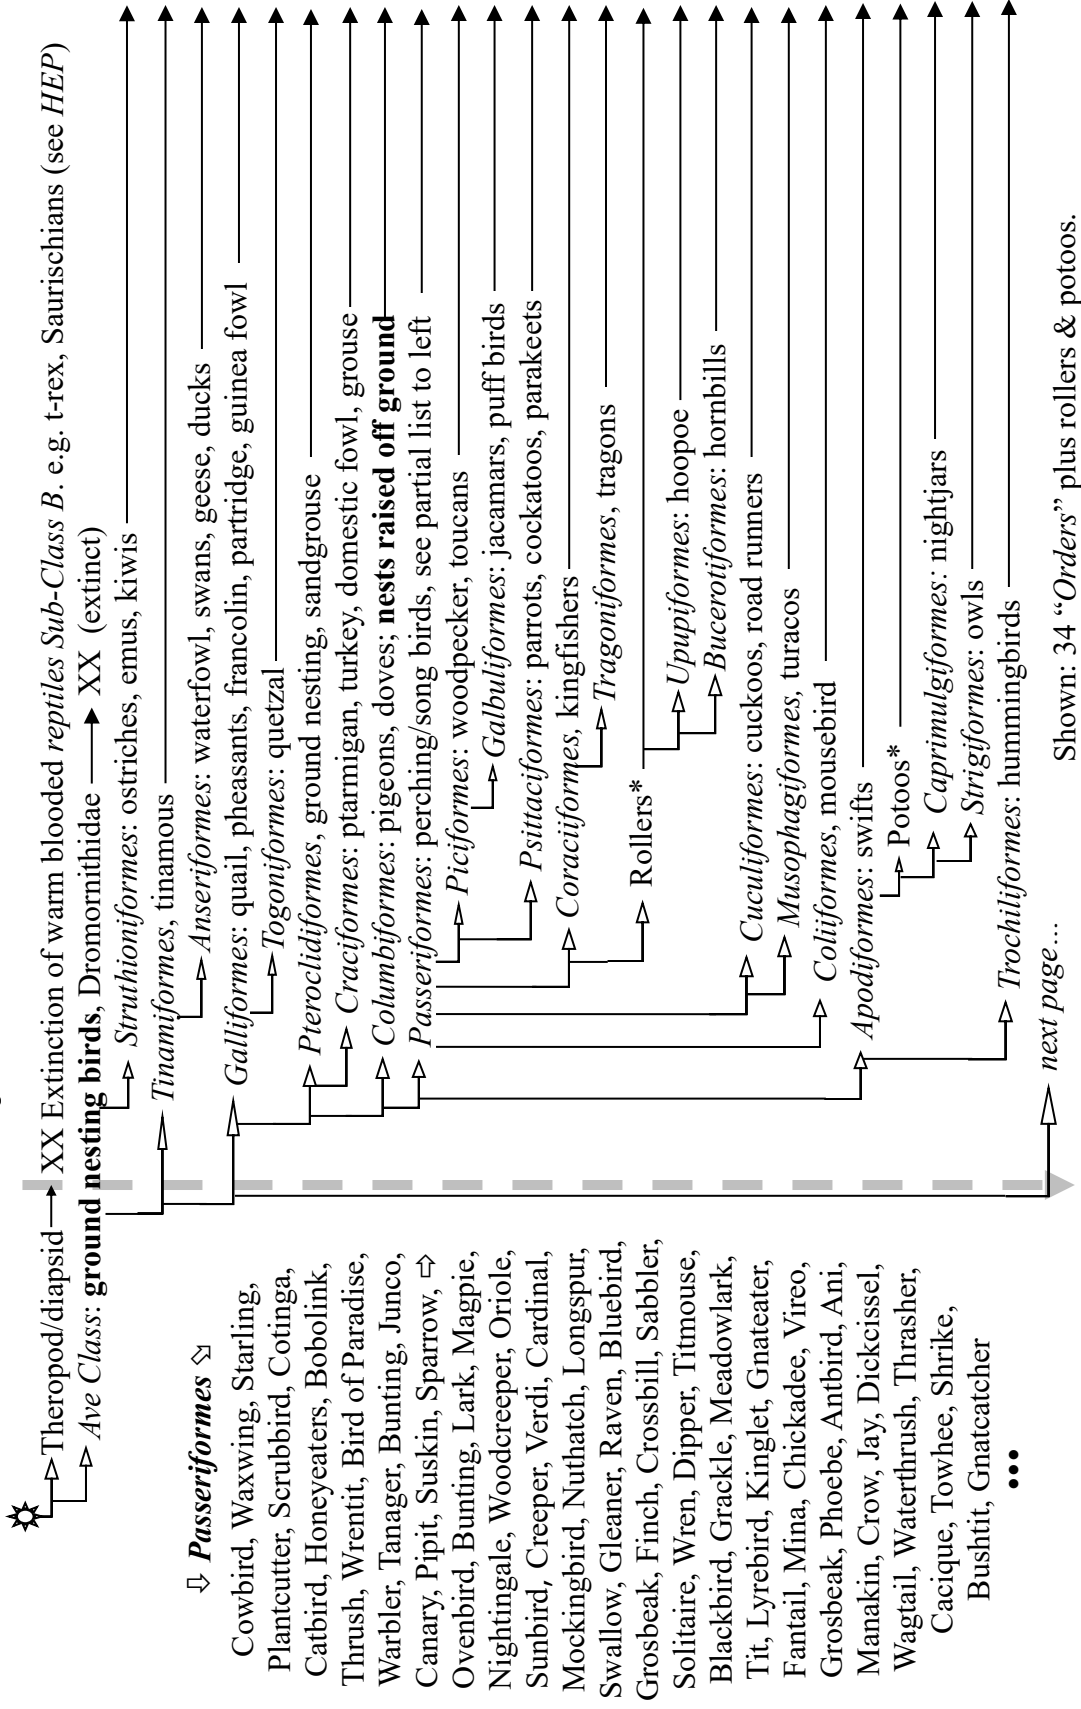 Theropod/diapsid XX Extinction of warm blooded reptiles Sub-Class B. e.g. t-rex, Saurischians (see HEP)
Ave Class: ground nesting birds, Dromornithidae XX (extinct)
Struthioniformes: ostriches, emus, kiwis
Tinamiformes, tinamous
Anseriformes: waterfowl, swans, geese, ducks
Galliformes: quail, pheasants, francolin, partridge, guinea fowl
Togoniformes: quetzal
Pteroclidiformes, ground nesting, sandgrouse
Craciformes: ptarmigan, turkey, domestic fowl, grouse
Columbiformes: pigeons, doves; nests raised off ground
Passeriformes: perching/song birds, see partial list to left
Piciformes: woodpecker, toucans
Galbuliformes: jacamars, puff birds
Psittaciformes: parrots, cockatoos, parakeets
Coraciiformes, kingfishers
Tragoniformes, tragons
Rollers*
Upupiformes: hoopoe
Bucerotiformes: hornbills
Cuculiformes: cuckoos, road runners
Musophagiformes, turacos
Coliiformes, mousebird
Apodiformes: swifts
Potoos*
Caprimulgiformes: nightjars
Strigiformes: owls
Trochiliformes: hummingbirds
next page...
Shown: 34 “Orders” plus rollers & potoos.
⇩ Passeriformes ⬂
Cowbird, Waxwing, Starling,
Plantcutter, Scrubbird, Cotinga,
Catbird, Honeyeaters, Bobolink,
Thrush, Wrentit, Bird of Paradise,
Warbler, Tanager, Bunting, Junco,
Canary, Pipit, Suskin, Sparrow, ⇨
Ovenbird, Bunting, Lark, Magpie,
Nightingale, Woodcreeper, Oriole,
Sunbird, Creeper, Verdi, Cardinal,
Mockingbird, Nuthatch, Longspur,
Swallow, Gleaner, Raven, Bluebird,
Grosbeak, Finch, Crossbill, Sabbler,
Solitaire, Wren, Dipper, Titmouse,
Blackbird, Grackle, Meadowlark,
Tit, Lyrebird, Kinglet, Gnateater,
Fantail, Mina, Chickadee, Vireo,
Grosbeak, Phoebe, Antbird, Ani,
Manakin, Crow, Jay, Dickcissel,
Wagtail, Waterthrush, Thrasher,
Cacique, Towhee, Shrike,
Bushtit, Gnatcatcher
...